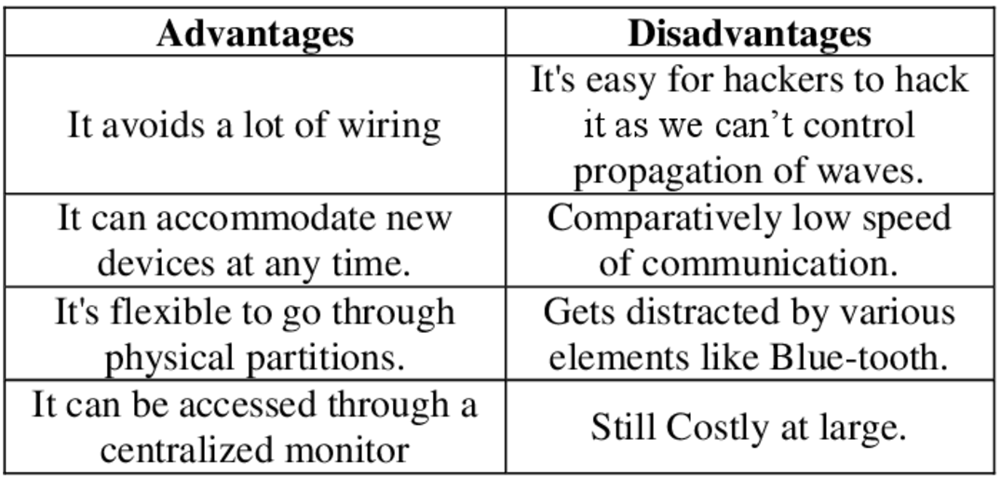 Advantages
Disadvantages
It avoids a lot of wiring
It's easy for hackers to hack
it as we can’t control
propagation of waves.
It can accommodate new
devices at any time.
Comparatively low speed
of communication.
It's flexible to go through
physical partitions.
Gets distracted by various
elements like Blue-tooth.
It can be accessed through a
centralized monitor
Still Costly at large.